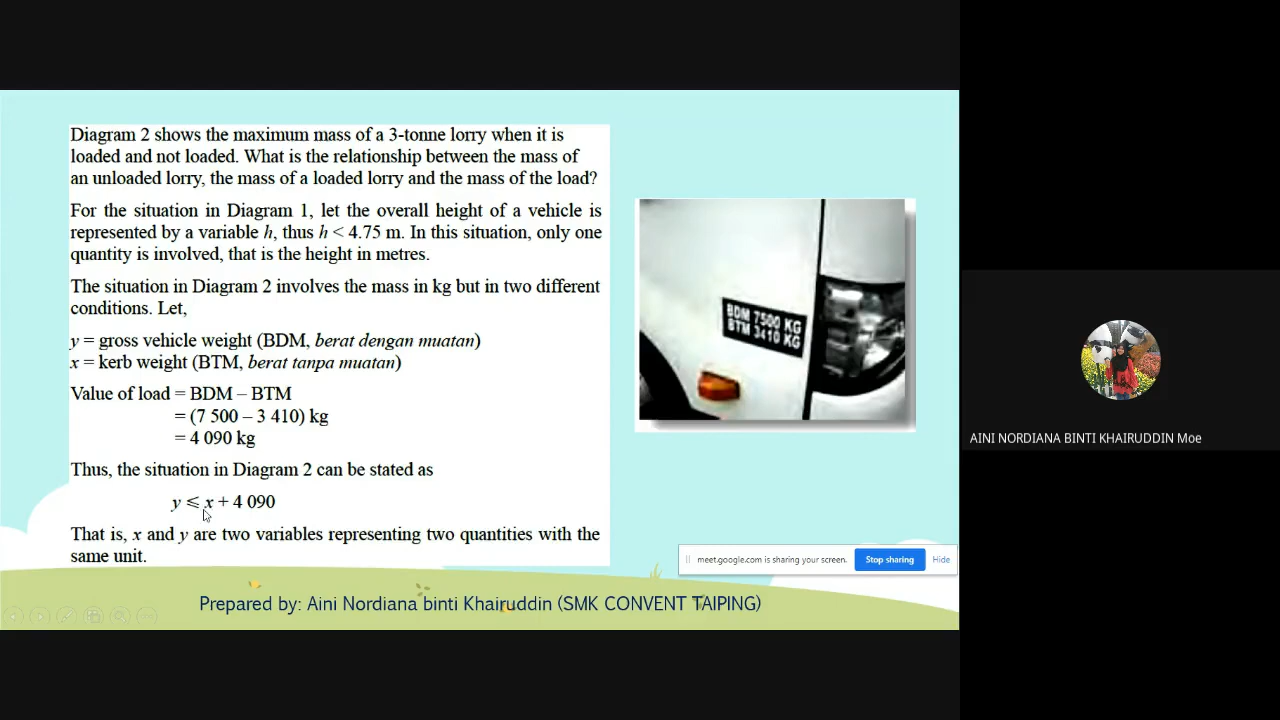 Diagram 2 shows the maximum mass of a 3-tonne lorry when it is
loaded and not loaded. What is the relationship between the mass of
an unloaded lorry, the mass of a loaded lorry and the mass of the load?
For the situation in Diagram 1, let the overall height of a vehicle is
represented by a variable h, thus h < 4.75 m. In this situation, only one
quantity is involved, that is the height in metres.
The situation in Diagram 2 involves the mass in kg but in two different
conditions. Let,
y = gross vehicle weight (BDM, berat dengan muatan)
x = kerb weight (BTM, berat tanpa muatan)
Value of load = BDM – BTM
= (7 500 – 3 410) kg
= 4 090 kg
Thus, the situation in Diagram 2 can be stated as
y ⩽ x + 4 090
That is, x and y are two variables representing two quantities with the
same unit.
BDM 7500 KG
BTM 3410 KG
meet.google.com is sharing your screen.
Stop sharing
Hide
Prepared by: Aini Nordiana binti Khairuddin (SMK CONVENT TAIPING)
AINI NORDIANA BINTI KHAIRUDDIN Moe